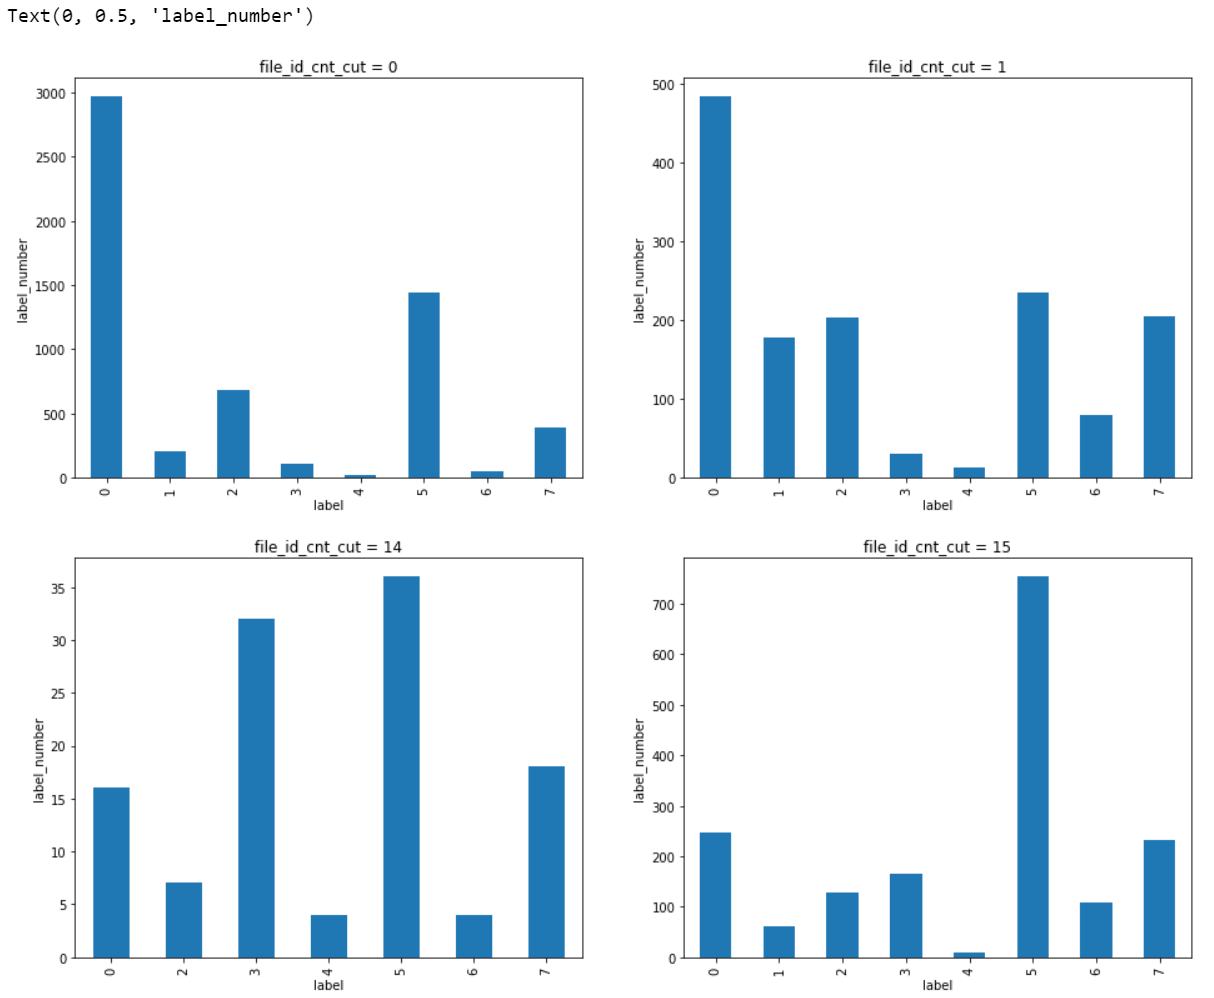 Text(0, 0.5, 'label_number')
file_id_cnt_cut = 0
3000
2500
2000
1500
1000
500
0
label_number
0 1 2 3 4 5 6 7
label
file_id_cnt_cut = 1
500
400
300
200
100
0
label_number
0 1 2 3 4 5 6 7
label
file_id_cnt_cut = 14
35
30
25
20
15
10
5
0
label_number
0 2 3 4 5 6 7
label
file_id_cnt_cut = 15
700
600
500
400
300
200
100
0
label_number
0 1 2 3 4 5 6 7
label